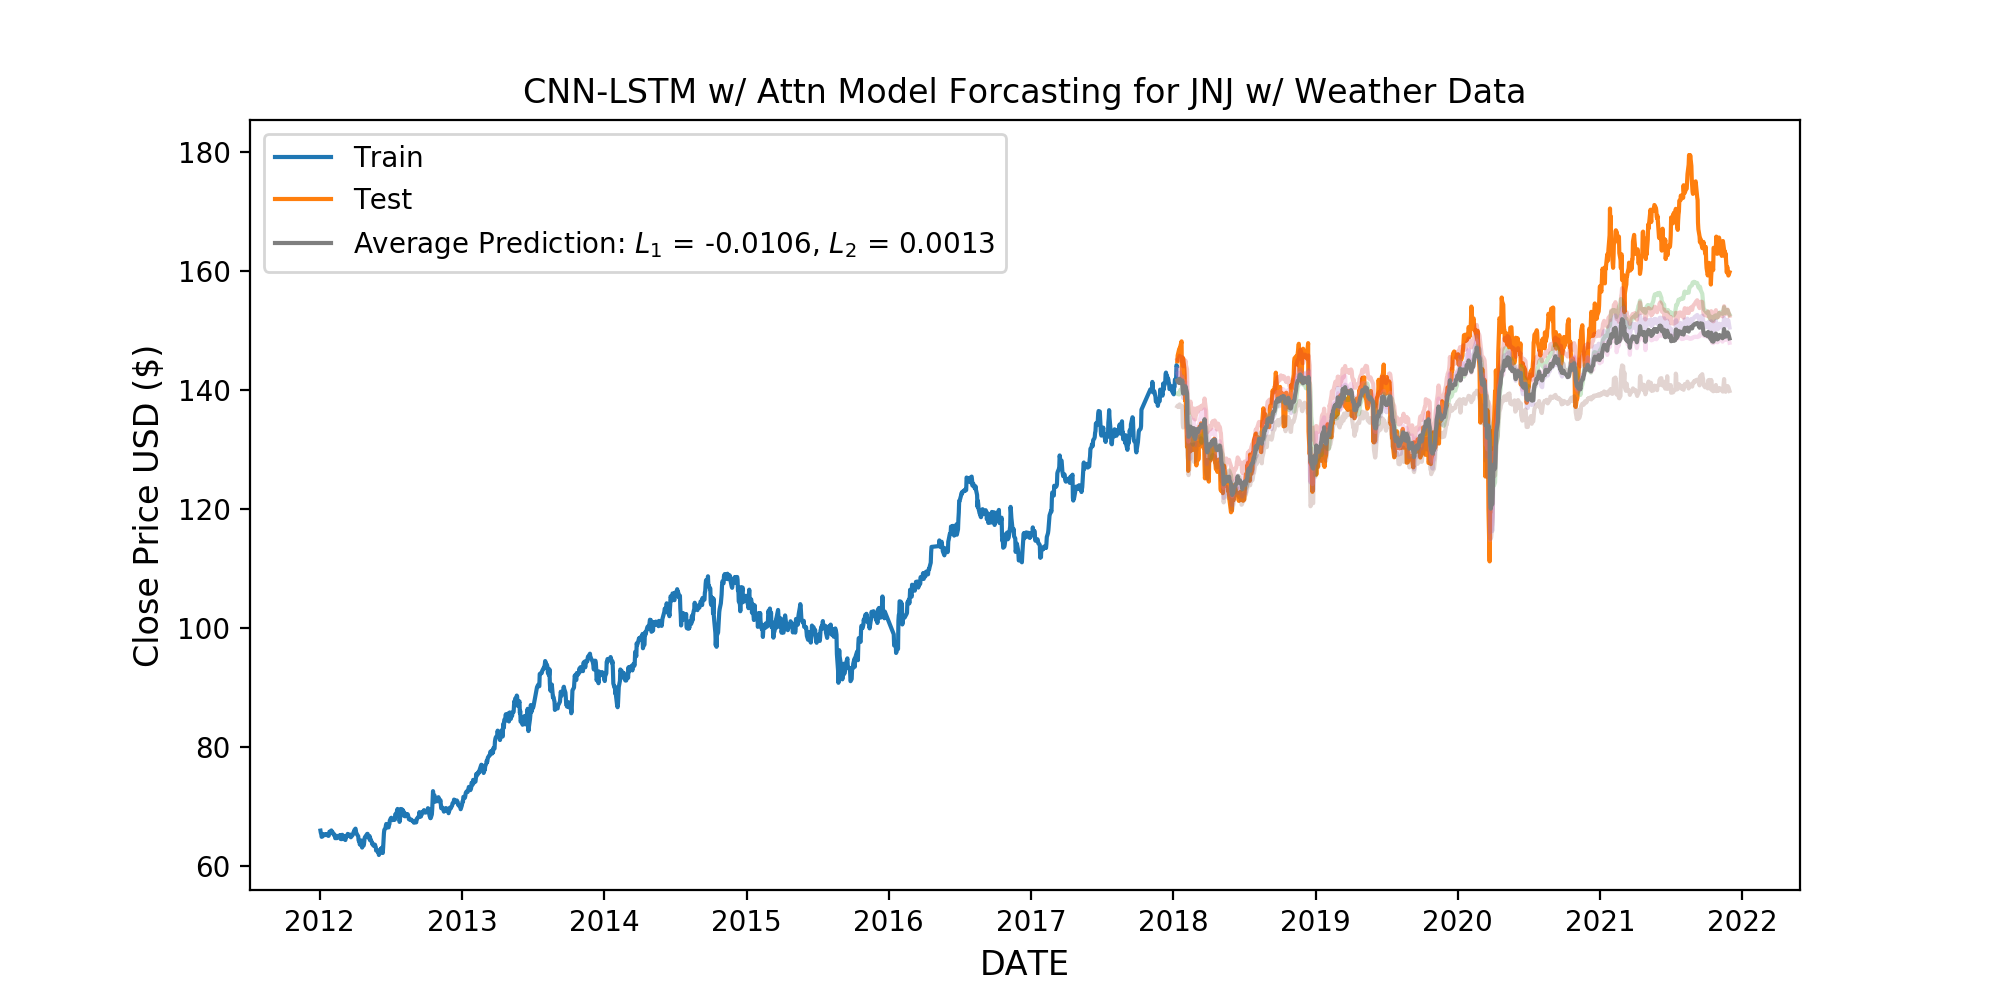 CNN-LSTM w/ Attn Model Forcasting for JNJ w/ Weather Data
Train
Test
Average Prediction: L₁ = -0.0106, L₂ = 0.0013
Close Price USD ($)
180
160
140
120
100
80
60
2012 2013 2014 2015 2016 2017 2018 2019 2020 2021 2022
DATE